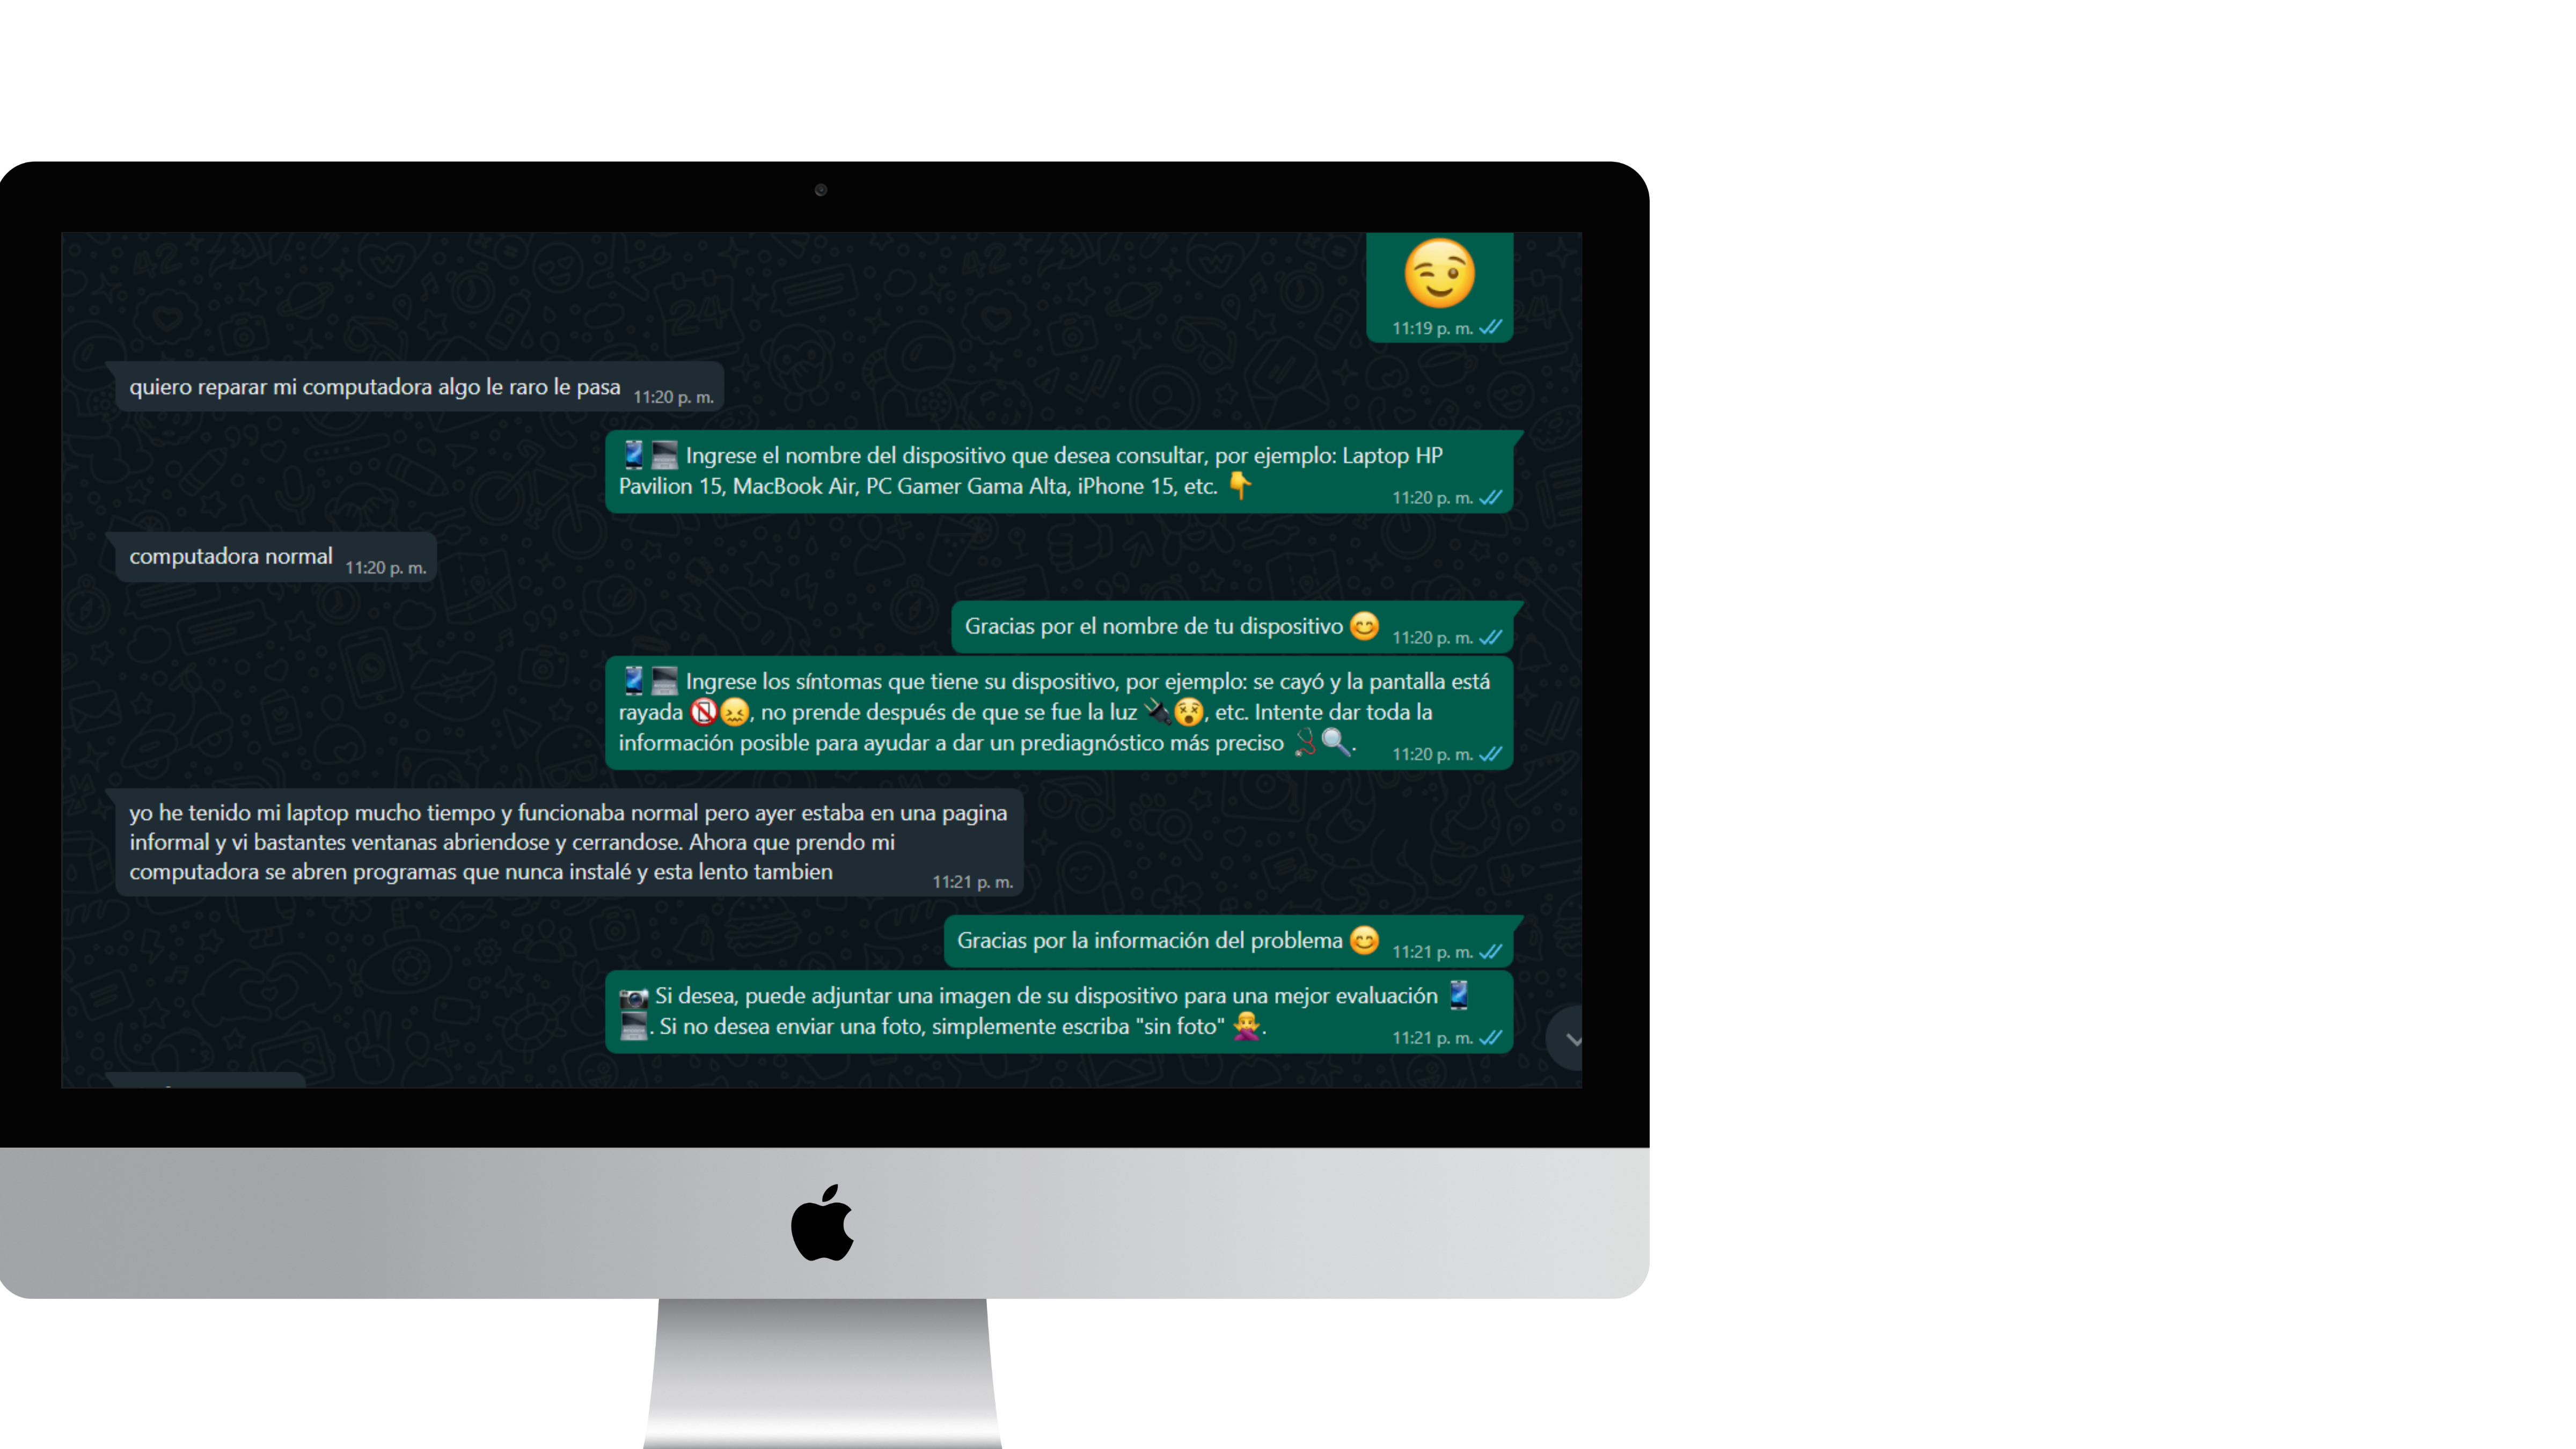 11:19 p. m.
quiero reparar mi computadora algo le raro le pasa 11:20 p. m.
Ingrese el nombre del dispositivo que desea consultar, por ejemplo: Laptop HP
Pavilion 15, MacBook Air, PC Gamer Gama Alta, iPhone 15, etc. 11:20 p. m.
computadora normal 11:20 p. m.
Gracias por el nombre de tu dispositivo 11:20 p. m.
Ingrese los síntomas que tiene su dispositivo, por ejemplo: se cayó y la pantalla está
rayada , no prende después de que se fue la luz , etc. Intente dar toda la
información posible para ayudar a dar un prediagnóstico más preciso . 11:20 p. m.
yo he tenido mi laptop mucho tiempo y funcionaba normal pero ayer estaba en una pagina
informal y vi bastantes ventanas abriendose y cerrandose. Ahora que prendo mi
computadora se abren programas que nunca instalé y esta lento tambien 11:21 p. m.
Gracias por la información del problema 11:21 p. m.
Si desea, puede adjuntar una imagen de su dispositivo para una mejor evaluación
. Si no desea enviar una foto, simplemente escriba "sin foto" . 11:21 p. m.